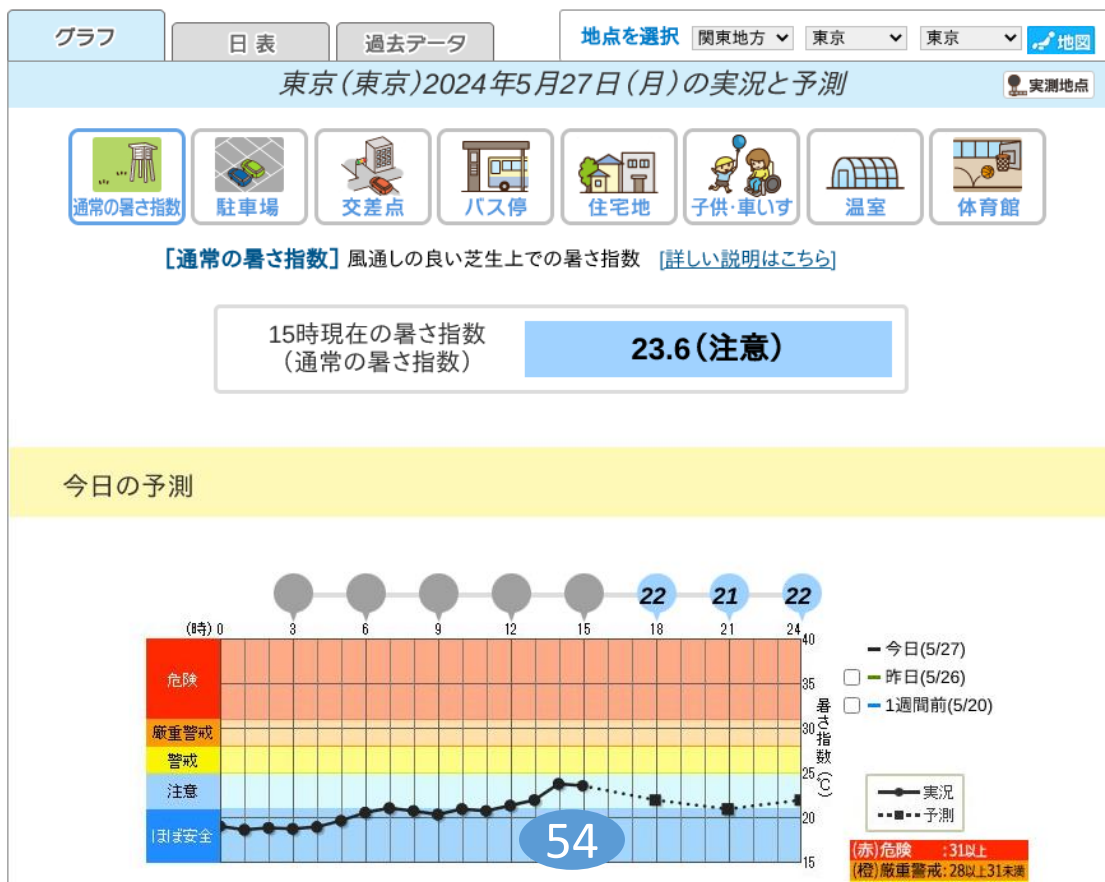 グラフ 日 表 過去データ 地点を選択 関東地方 東京 東京 地図
東京(東京)2024年5月27日(月)の実況と予測 実測地点
通常の暑さ指数 駐車場 交差点 バス停 住宅地 子供・車いす 温室 体育館
[通常の暑さ指数] 風通しの良い芝生上での暑さ指数 [詳しい説明はこちら]
15時現在の暑さ指数
(通常の暑さ指数)
23.6(注意)
今日の予測
22 21 22
(時) 0 3 6 9 12 15 18 21 24
危険
厳重警戒
警戒
注意
ほぼ安全
40
35
30
25
20
15
暑さ指数(℃)
今日(5/27)
昨日(5/26)
1週間前(5/20)
実況
予測
(赤)危険 :31以上
(橙)厳重警戒:28以上31未満
54